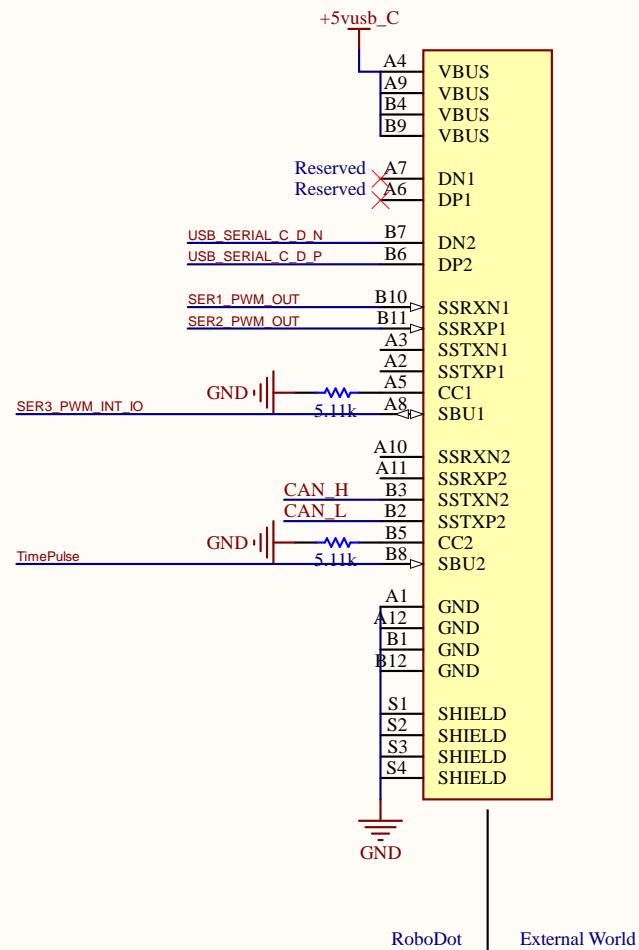 +5vusb_C
A4 VBUS
A9 VBUS
B4 VBUS
B9 VBUS
Reserved A7 DN1
Reserved A6 DP1
USB_SERIAL_C_D_N B7 DN2
USB_SERIAL_C_D_P B6 DP2
SER1_PWM_OUT B10 SSRXN1
SER2_PWM_OUT B11 SSRXP1
A3 SSTXN1
A2 SSTXP1
GND A5 CC1
SER3_PWM_INT_IO 5.11k A8 SBU1
A10 SSRXN2
A11 SSRXP2
CAN_H B3 SSTXN2
CAN_L B2 SSTXP2
GND B5 CC2
TimePulse 5.11k B8 SBU2
A1 GND
A12 GND
B1 GND
B12 GND
S1 SHIELD
S2 SHIELD
S3 SHIELD
S4 SHIELD
GND
RoboDot External World